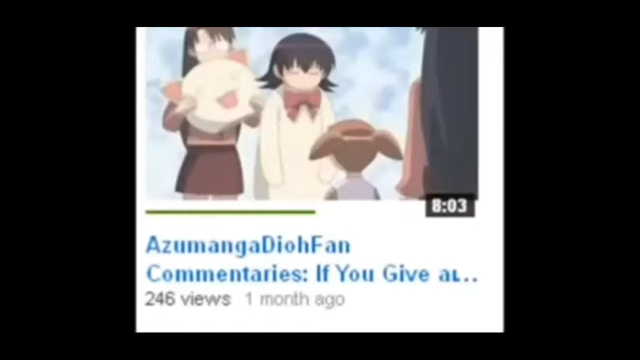 8:03
AzumangaDiohFan
Commentaries: If You Give
246 views 1 month ago